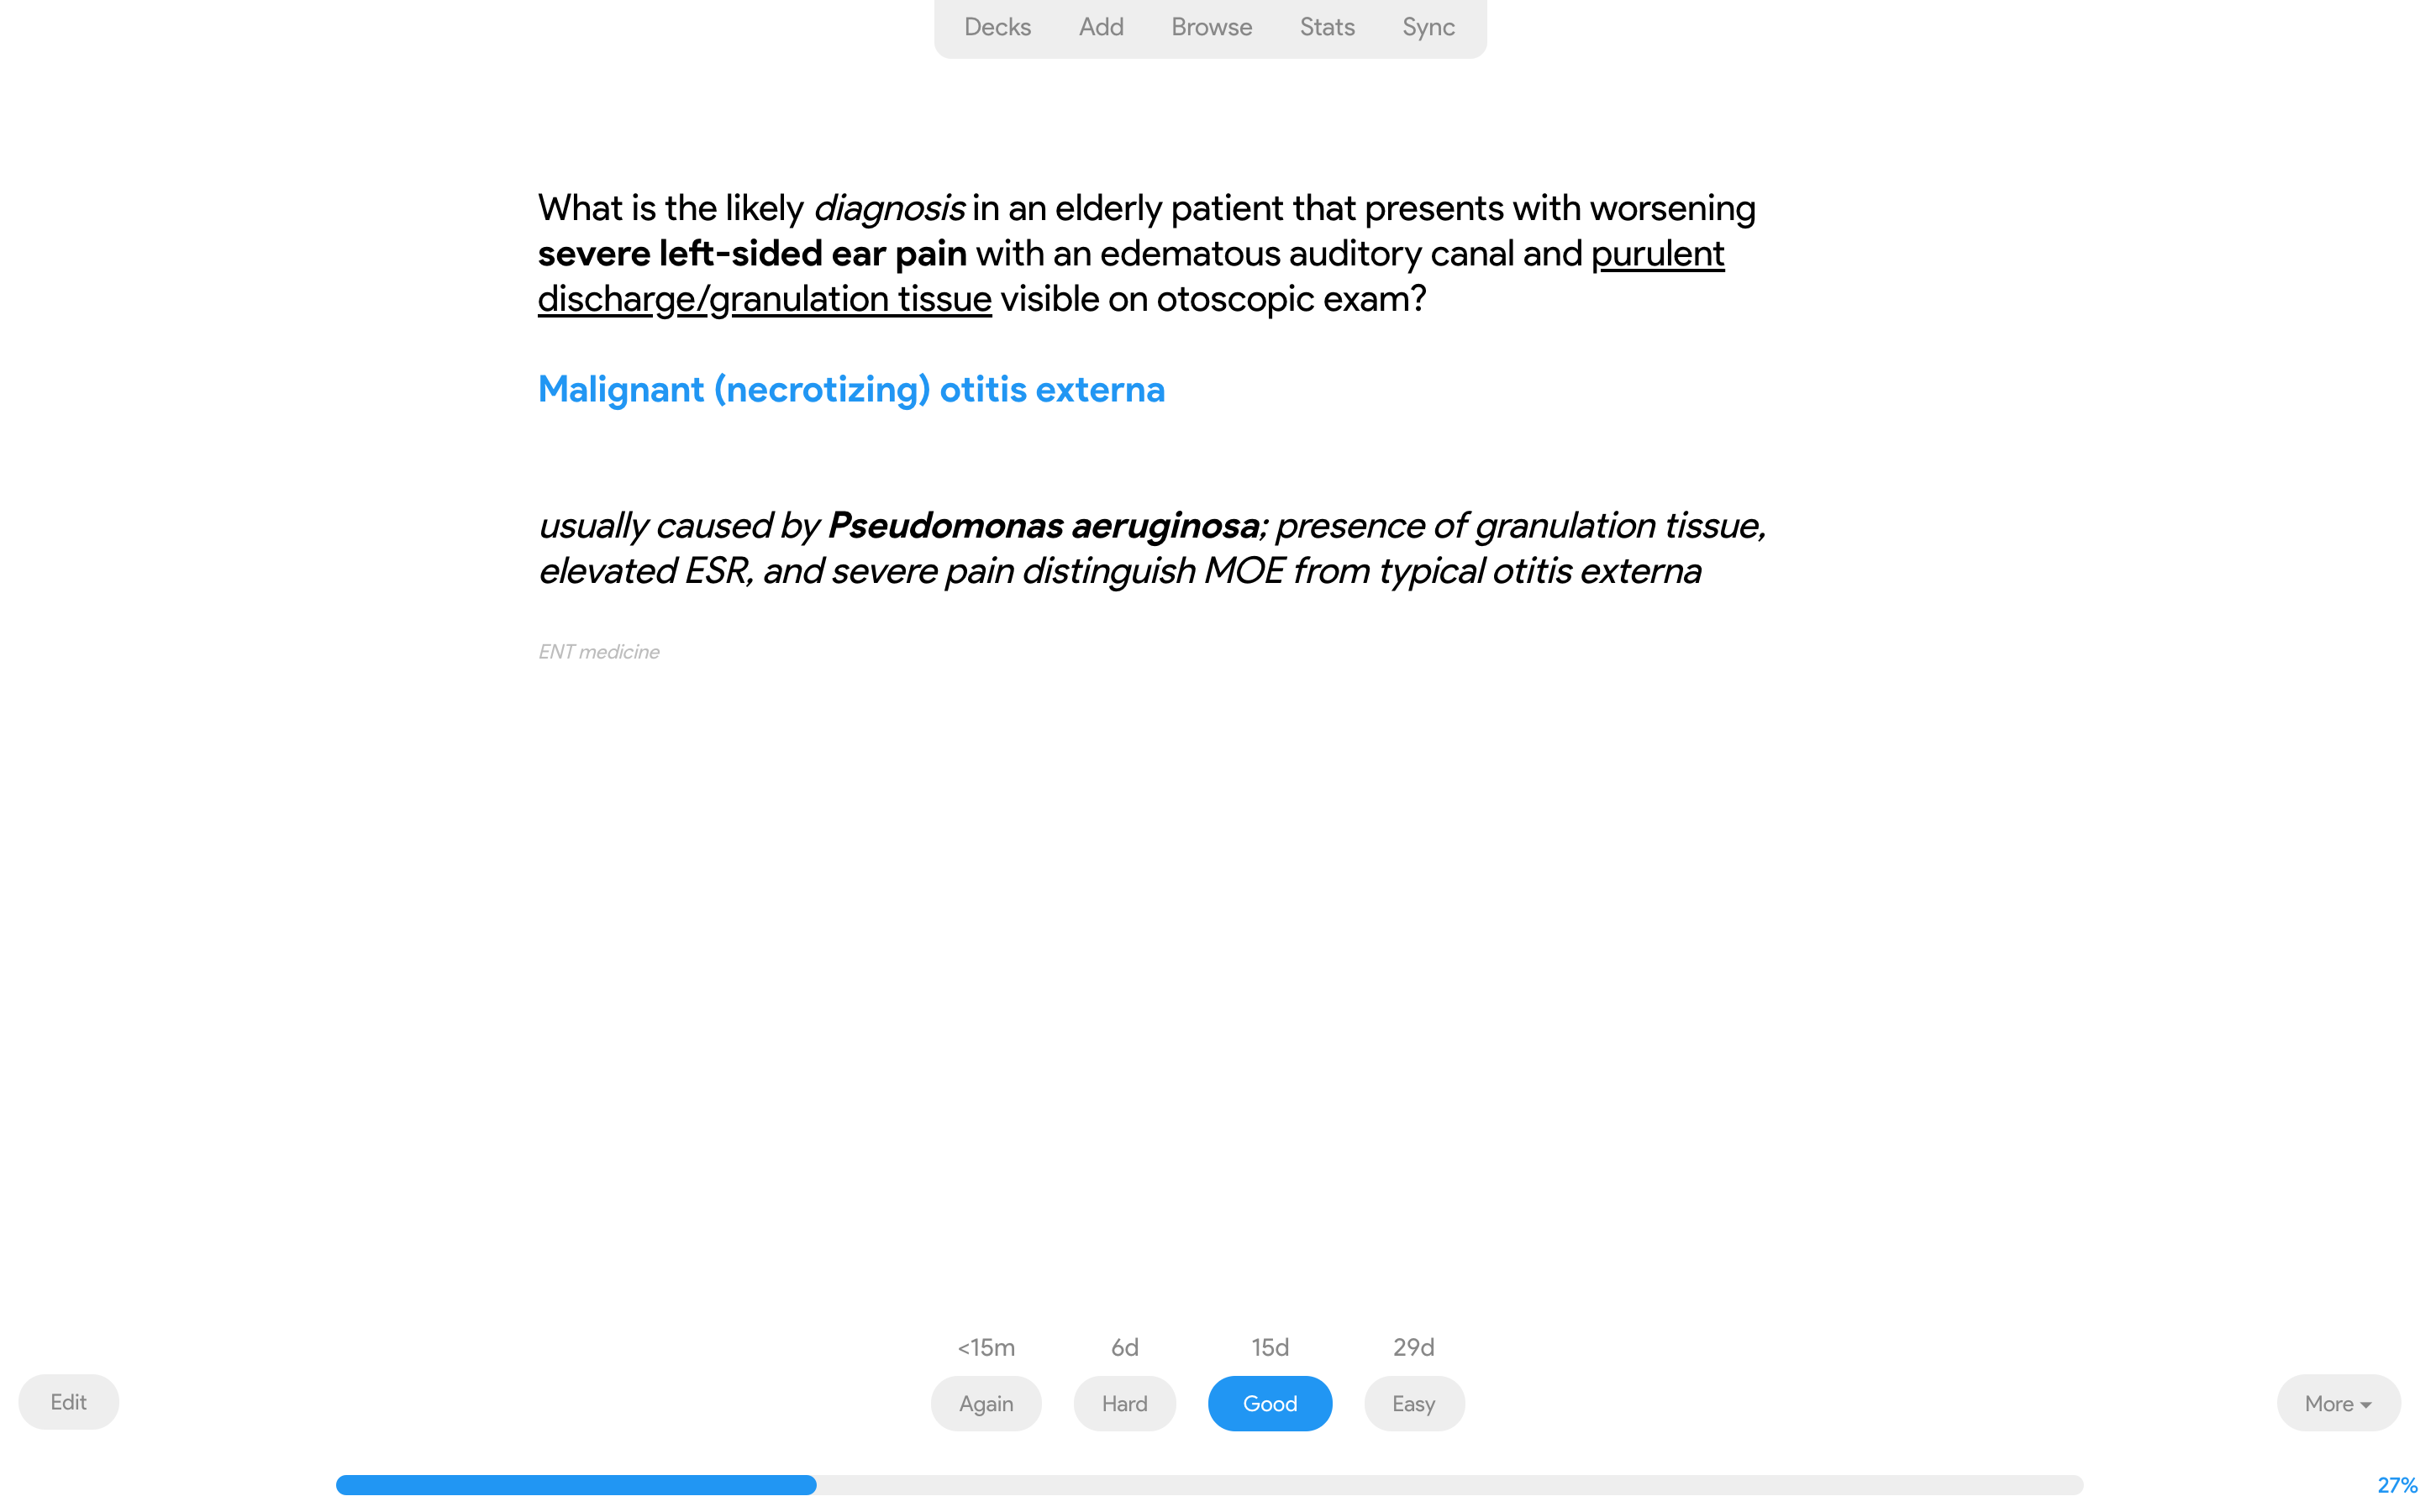 Decks Add Browse Stats Sync
What is the likely diagnosis in an elderly patient that presents with worsening
severe left-sided ear pain with an edematous auditory canal and purulent
discharge/granulation tissue visible on otoscopic exam?
Malignant (necrotizing) otitis externa
usually caused by Pseudomonas aeruginosa; presence of granulation tissue,
elevated ESR, and severe pain distinguish MOE from typical otitis externa
ENT medicine
<15m 6d 15d 29d
Edit Again Hard Good Easy More
27%